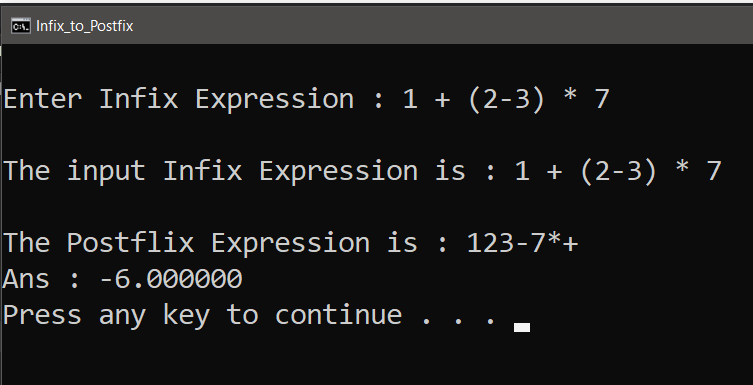 Infix_to_Postfix
Enter Infix Expression : 1 + (2-3) * 7
The input Infix Expression is : 1 + (2-3) * 7
The Postflix Expression is : 123-7*+
Ans : -6.000000
Press any key to continue . . .